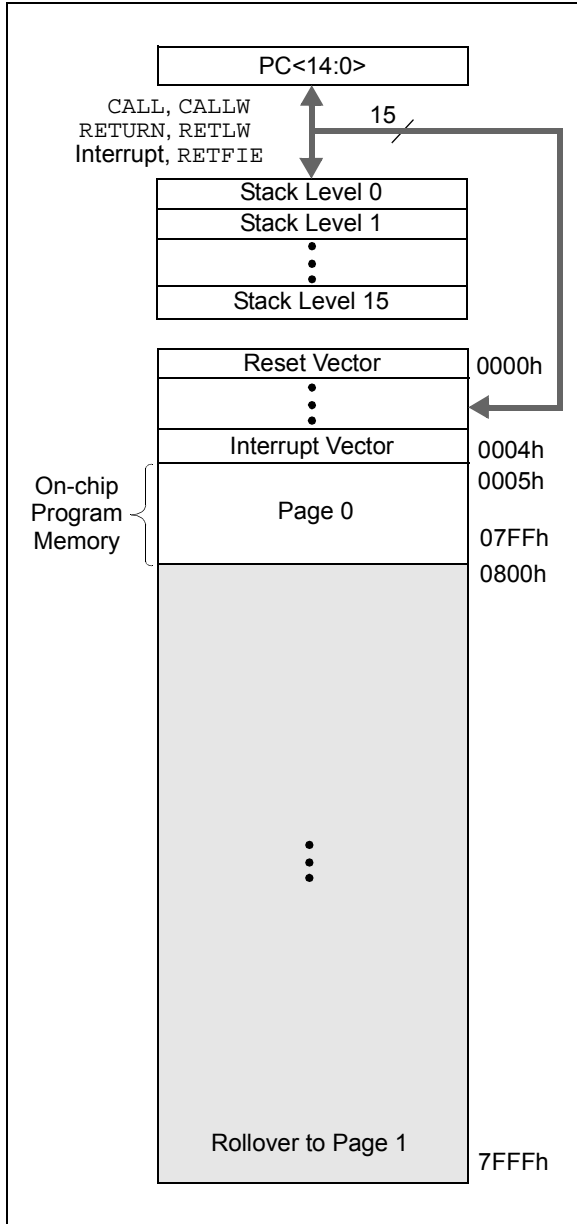 PC<14:0>
CALL, CALLW
RETURN, RETLW
Interrupt, RETFIE
15
Stack Level 0
Stack Level 1
Stack Level 15
Reset Vector
0000h
Interrupt Vector
0004h
On-chip
Program
Memory
Page 0
0005h
07FFh
0800h
Rollover to Page 1
7FFFh